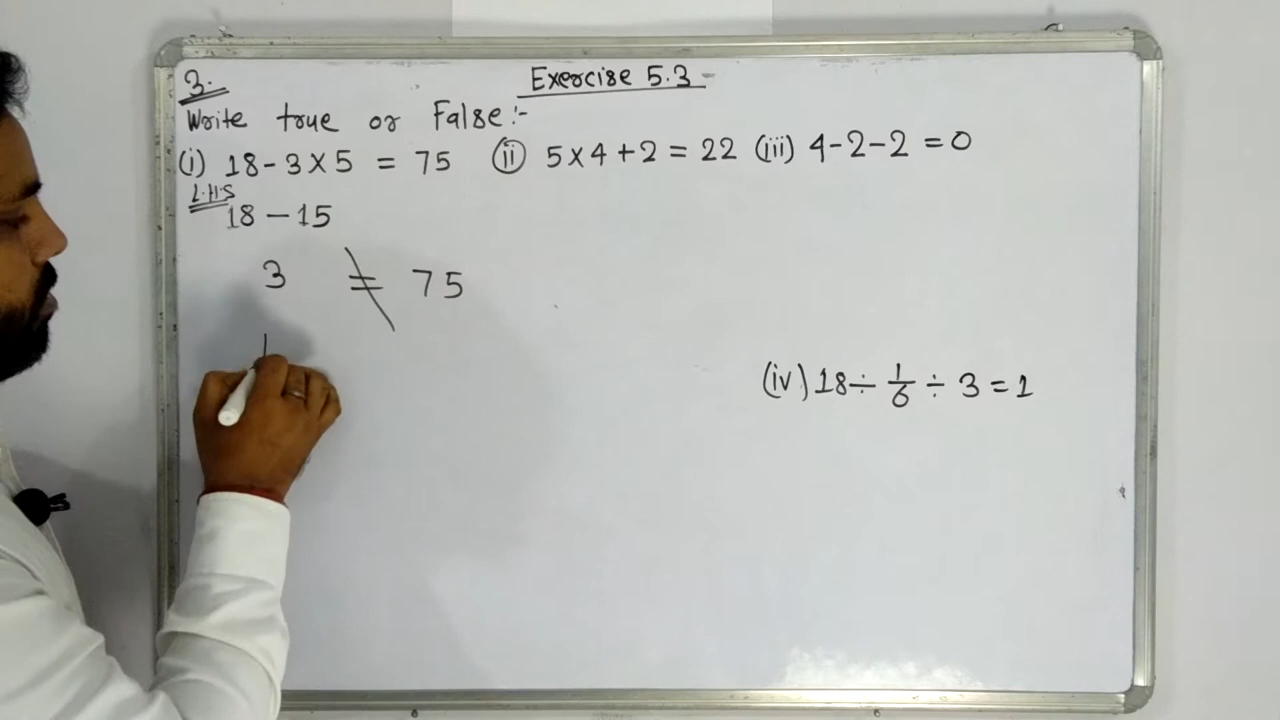 3.
Exercise 5.3
Write true or False:-
(i) 18-3×5 = 75 (ii) 5×4+2 = 22 (iii) 4-2-2 = 0
L.H.S
18-15
3 ≠ 75
(iv) 18÷ 1/6 ÷ 3 = 1